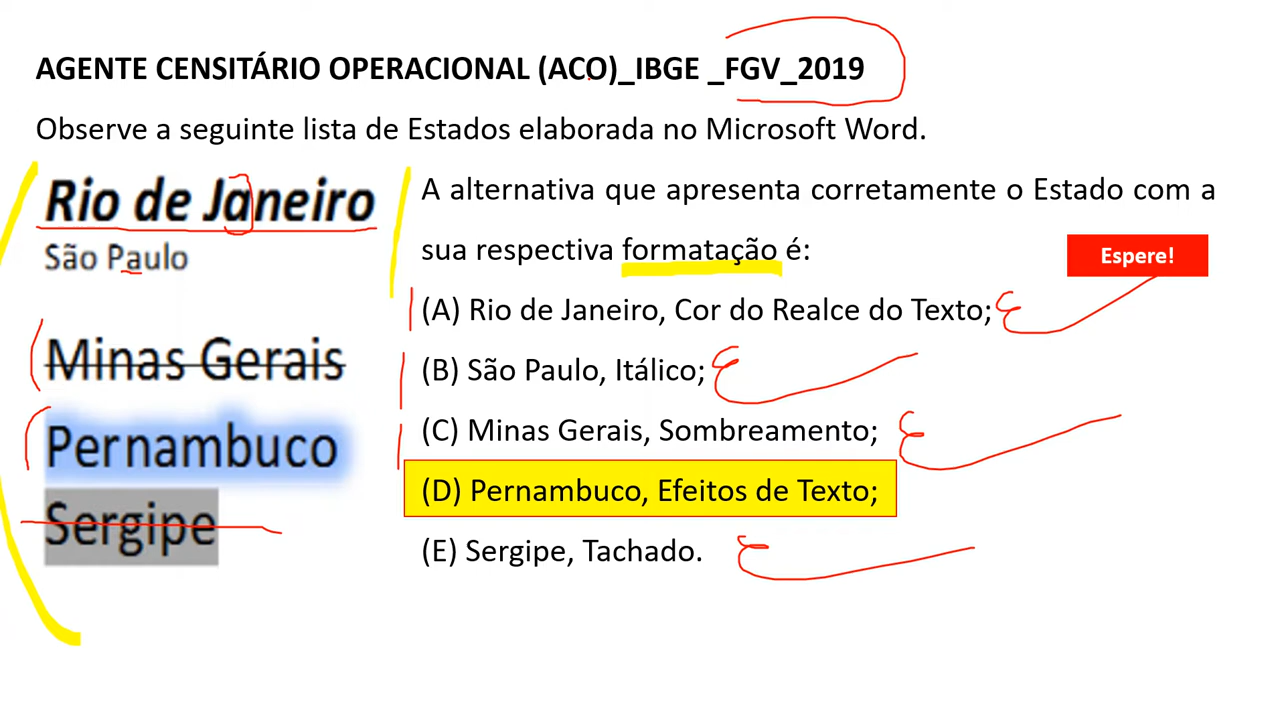 AGENTE CENSITÁRIO OPERACIONAL (ACO)_IBGE _FGV_2019
Observe a seguinte lista de Estados elaborada no Microsoft Word.
Rio de Janeiro
São Paulo
Minas Gerais
Pernambuco
Sergipe
A alternativa que apresenta corretamente o Estado com a
sua respectiva formatação é:
Espere!
(A) Rio de Janeiro, Cor do Realce do Texto;
(B) São Paulo, Itálico;
(C) Minas Gerais, Sombreamento;
(D) Pernambuco, Efeitos de Texto;
(E) Sergipe, Tachado.